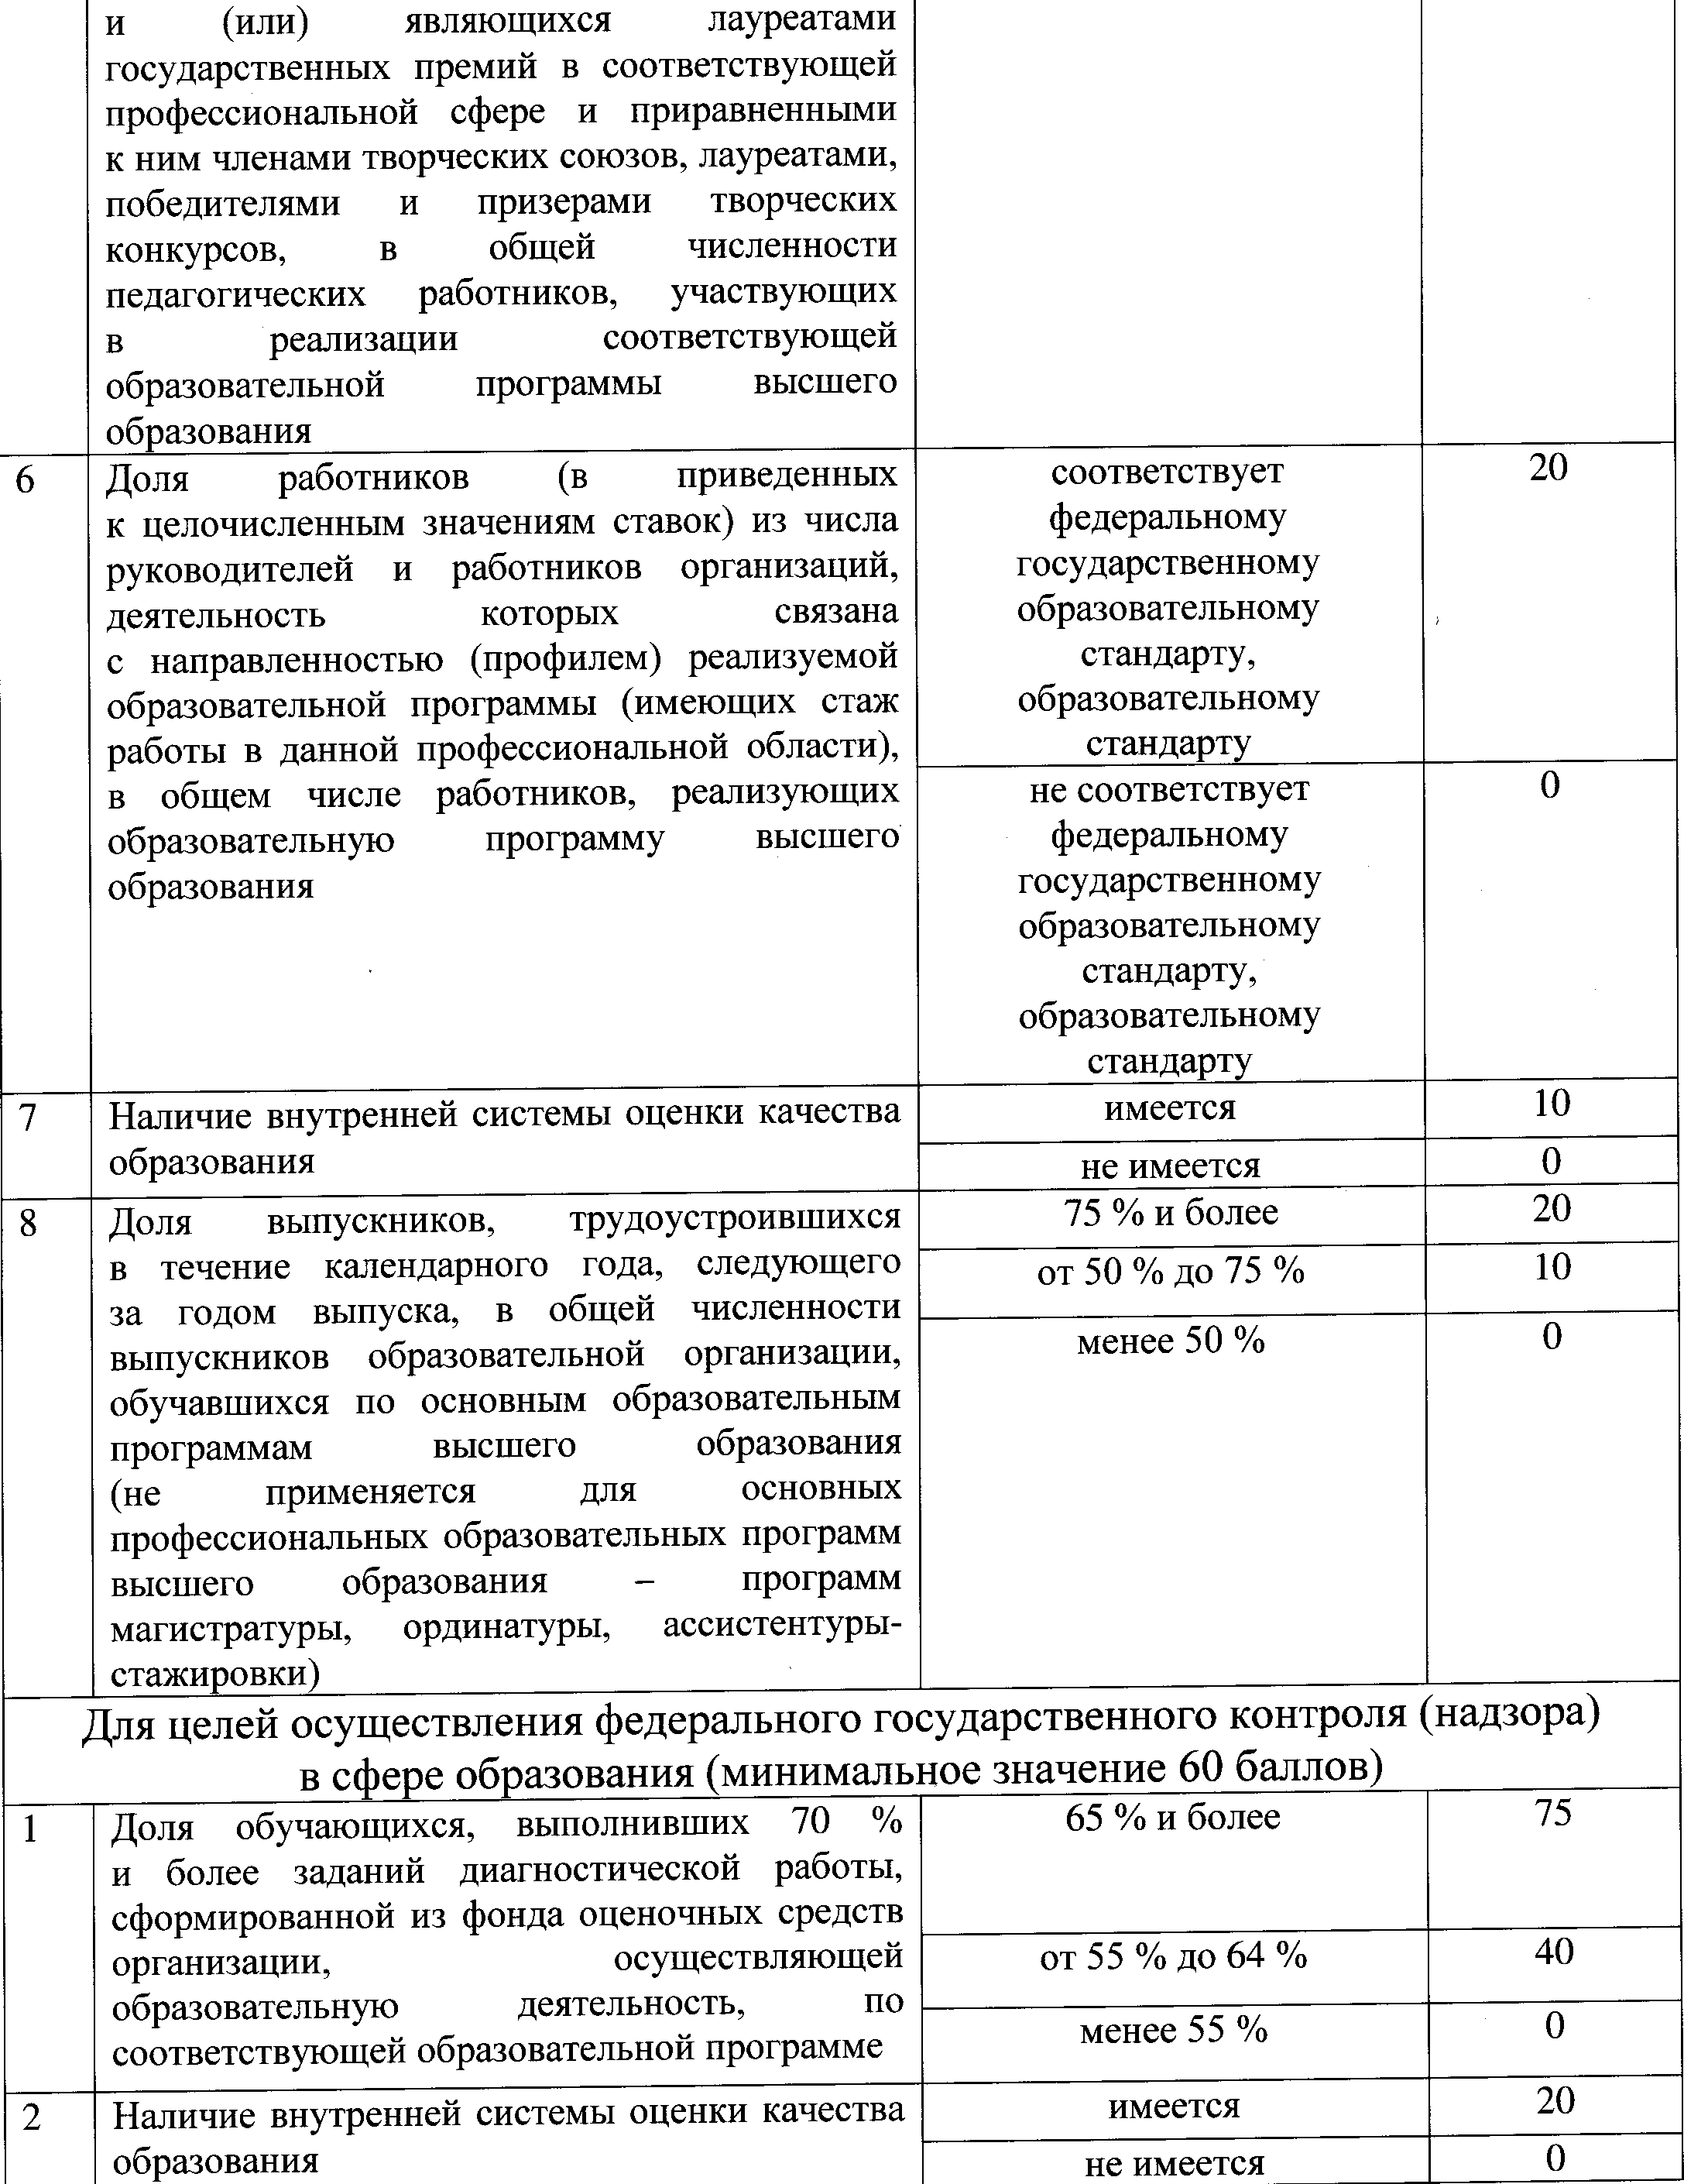 и (или) являющихся лауреатами
государственных премий в соответствующей
профессиональной сфере и приравненными
к ним членами творческих союзов, лауреатами,
победителями и призерами творческих
конкурсов, в общей численности
педагогических работников, участвующих
в реализации соответствующей
образовательной программы высшего
образования
6
Доля работников (в приведенных
к целочисленным значениям ставок) из числа
руководителей и работников организаций,
деятельность которых связана
с направленностью (профилем) реализуемой
образовательной программы (имеющих стаж
работы в данной профессиональной области),
в общем числе работников, реализующих
образовательную программу высшего
образования
соответствует
федеральному
государственному
образовательному
стандарту,
образовательному
стандарту
20
не соответствует
федеральному
государственному
образовательному
стандарту,
образовательному
стандарту
0
7
Наличие внутренней системы оценки качества
образования
имеется
10
не имеется
0
8
Доля выпускников, трудоустроившихся
в течение календарного года, следующего
за годом выпуска, в общей численности
выпускников образовательной организации,
обучавшихся по основным образовательным
программам высшего образования
(не применяется для основных
профессиональных образовательных программ
высшего образования – программ
магистратуры, ординатуры, ассистентуры-
стажировки)
75 % и более
20
от 50 % до 75 %
10
менее 50 %
0
Для целей осуществления федерального государственного контроля (надзора)
в сфере образования (минимальное значение 60 баллов)
1
Доля обучающихся, выполнивших 70 %
и более заданий диагностической работы,
сформированной из фонда оценочных средств
организации, осуществляющей
образовательную деятельность, по
соответствующей образовательной программе
65 % и более
75
от 55 % до 64 %
40
менее 55 %
0
2
Наличие внутренней системы оценки качества
образования
имеется
20
не имеется
0